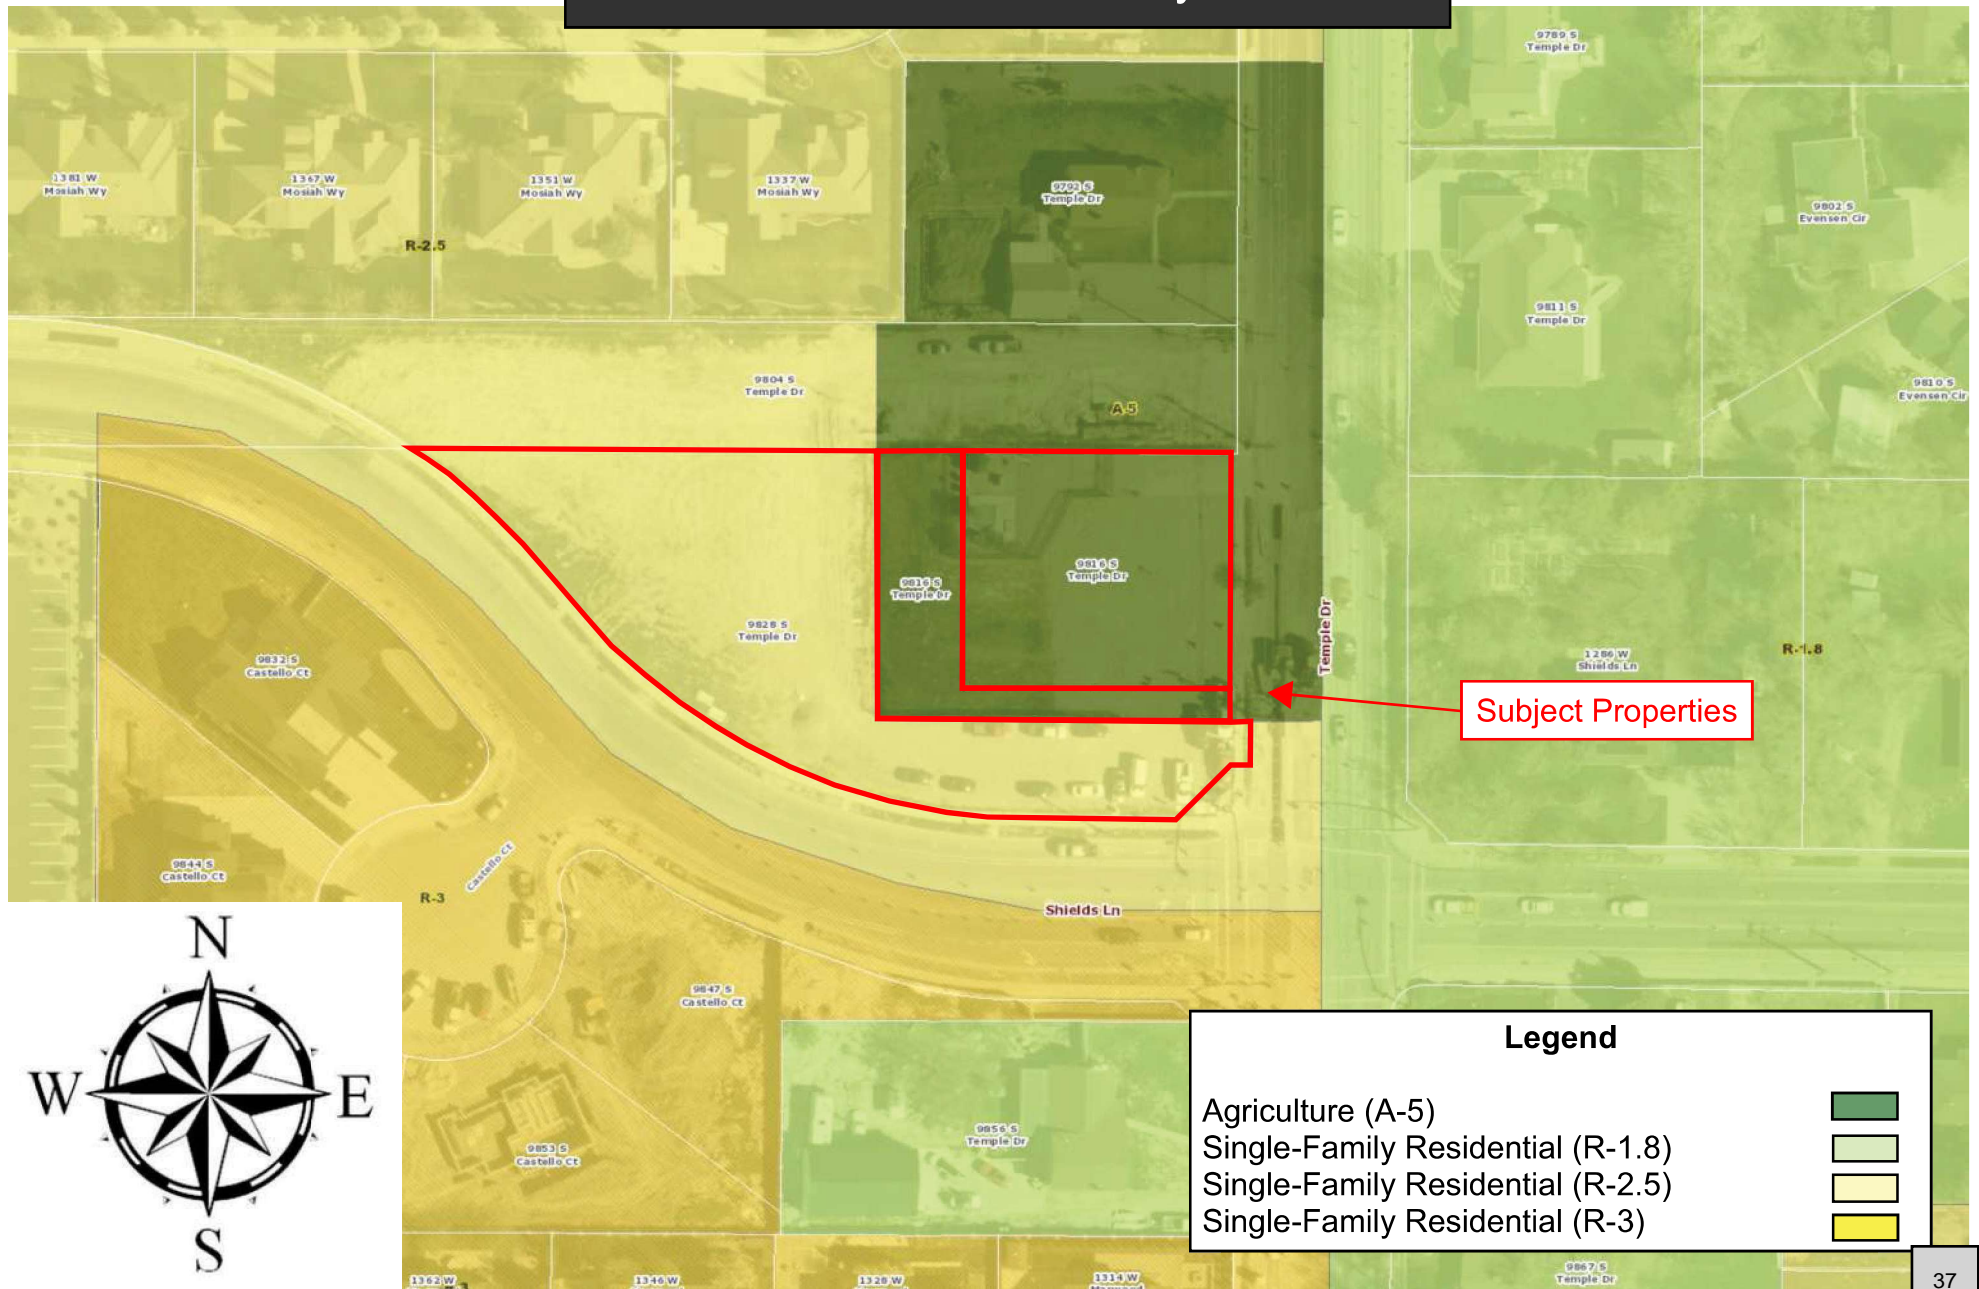 9789 S
Temple Dr
1381 W
Mosiah Wy
1367 W
Mosiah Wy
1351 W
Mosiah Wy
1337 W
Mosiah Wy
9792 S
Temple Dr
9802 S
Evensen Cir
R-2.5
9811 S
Temple Dr
9804 S
Temple Dr
A-5
9810 S
Evensen Cir
9816 S
Temple Dr
9816 S
Temple Dr
9828 S
Temple Dr
Temple Dr
1286 W
Shields Ln
R-1.8
9832 S
Castello Ct
Subject Properties
9844 S
Castello Ct
Castello Ct
R-3
Shields Ln
9847 S
Castello Ct
N
W
E
S
9853 S
Castello Ct
9856 S
Temple Dr
Legend
Agriculture (A-5)
Single-Family Residential (R-1.8)
Single-Family Residential (R-2.5)
Single-Family Residential (R-3)
1362 W
1346 W
1328 W
1314 W
9867 S
Temple Dr
37